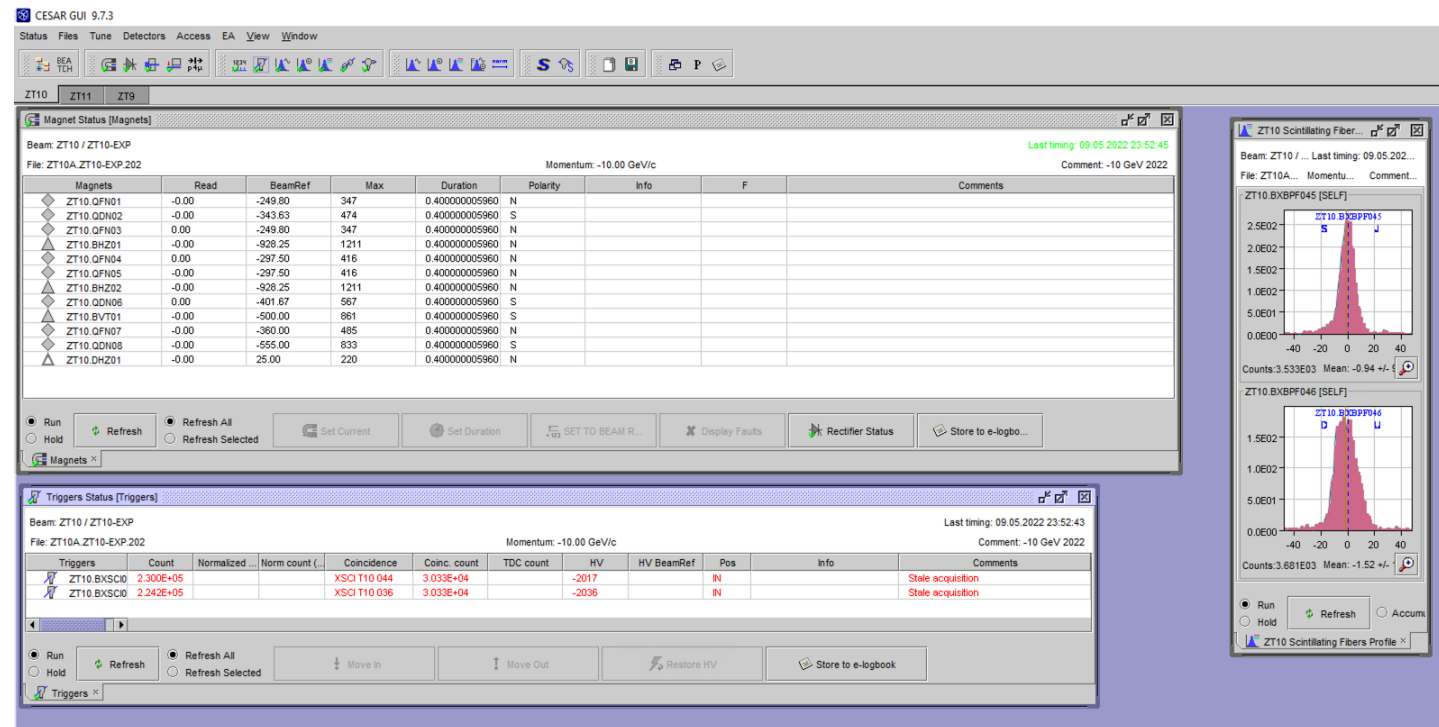 CESAR GUI 9.7.3
Status Files Tune Detectors Access EA View Window
BEA TCH norm S S P
ZT10 ZT11 ZT9
Magnet Status [Magnets]
Beam: ZT10 / ZT10-EXP Last timing: 09.05.2022 23:52:45
File: ZT10A.ZT10-EXP.202 Momentum: -10.00 GeV/c Comment: -10 GeV 2022
Magnets Read BeamRef Max Duration Polarity Info F Comments
ZT10.QFN01 -0.00 -249.80 347 0.400000005960 N
ZT10.QDN02 -0.00 -343.63 474 0.400000005960 S
ZT10.QFN03 0.00 -249.80 347 0.400000005960 N
ZT10.BHZ01 -0.00 -928.25 1211 0.400000005960 N
ZT10.QFN04 0.00 -297.50 416 0.400000005960 N
ZT10.QFN05 -0.00 -297.50 416 0.400000005960 N
ZT10.BHZ02 -0.00 -928.25 1211 0.400000005960 N
ZT10.QDN06 0.00 -401.67 567 0.400000005960 S
ZT10.BVT01 -0.00 -500.00 861 0.400000005960 S
ZT10.QFN07 -0.00 -360.00 485 0.400000005960 N
ZT10.QDN08 -0.00 -555.00 833 0.400000005960 S
ZT10.DHZ01 -0.00 25.00 220 0.400000005960 N
Run Refresh Refresh All Set Current Set Duration SET TO BEAM R... Display Faults Rectifier Status Store to e-logbo...
Hold Refresh Selected
Magnets
Triggers Status [Triggers]
Beam: ZT10 / ZT10-EXP Last timing: 09.05.2022 23:52:43
File: ZT10A.ZT10-EXP.202 Momentum: -10.00 GeV/c Comment: -10 GeV 2022
Triggers Count Normalized ... Norm count (... Coincidence Coinc. count TDC count HV HV BeamRef Pos Info Comments
ZT10.BXSCI0 2.300E+05 XSCI T10 044 3.033E+04 -2017 IN Stale acquisition
ZT10.BXSCI0 2.242E+05 XSCI T10 036 3.033E+04 -2036 IN Stale acquisition
Run Refresh Refresh All Move In Move Out Restore HV Store to e-logbook
Hold Refresh Selected
Triggers
ZT10 Scintillating Fiber...
Beam: ZT10 / ... Last timing: 09.05.202...
File: ZT10A... Momentu... Comment...
ZT10.BXBPF045 [SELF]
ZT10.BXBPF045
S J
2.5E02
2.0E02
1.5E02
1.0E02
5.0E01
0.0E00
-40 -20 0 20 40
Counts:3.533E03 Mean: -0.94 +/-
ZT10.BXBPF046 [SELF]
ZT10.BXBPF046
D U
1.5E02
1.0E02
5.0E01
0.0E00
-40 -20 0 20 40
Counts:3.681E03 Mean: -1.52 +/-
Run Refresh Accumu
Hold
ZT10 Scintillating Fibers Profile